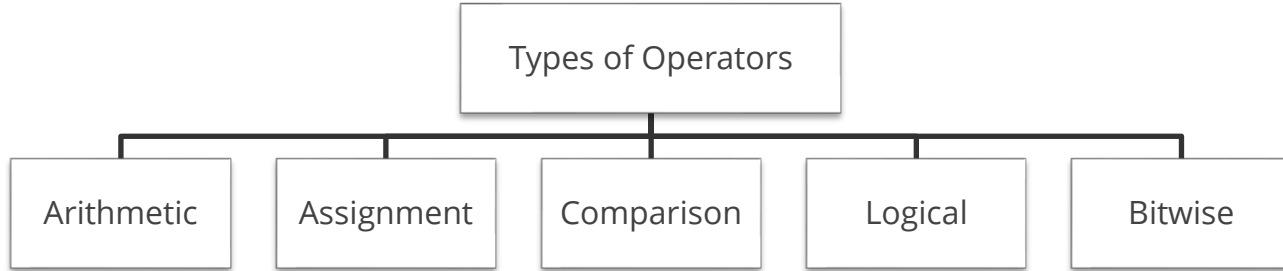 Types of Operators
Arithmetic
Assignment
Comparison
Logical
Bitwise